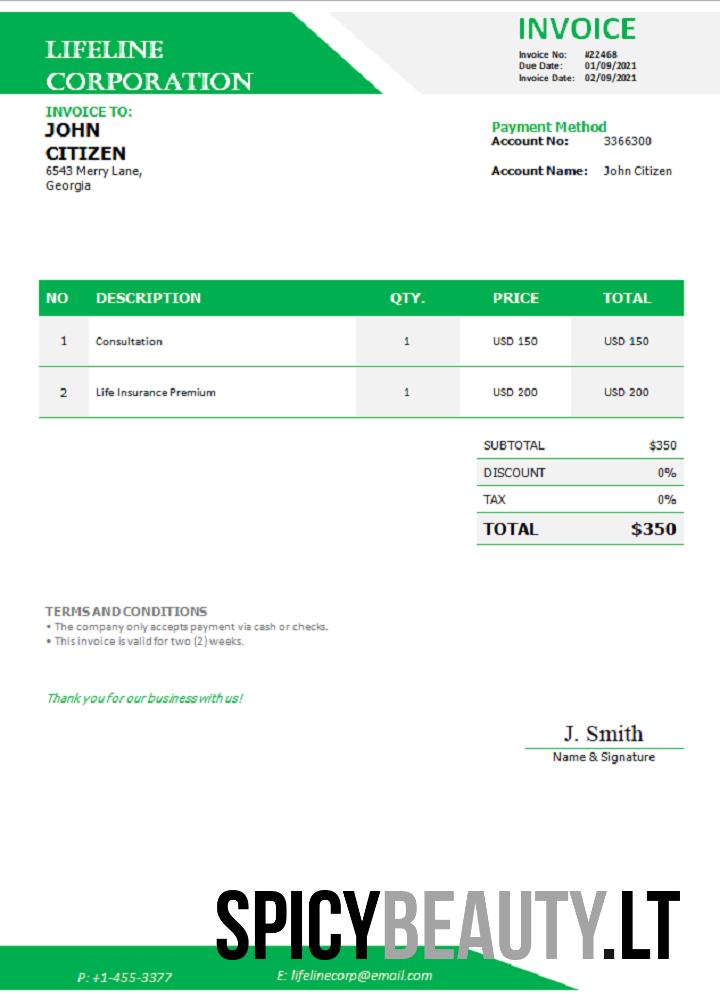 LIFELINE
CORPORATION
INVOICE
Invoice No: #22468
Due Date: 01/09/2021
Invoice Date: 02/09/2021
INVOICE TO:
JOHN
CITIZEN
6543 Merry Lane,
Georgia
Payment Method
Account No: 3366300
Account Name: John Citizen
NO DESCRIPTION QTY. PRICE TOTAL
1 Consultation 1 USD 150 USD 150
2 Life Insurance Premium 1 USD 200 USD 200
SUBTOTAL $350
DISCOUNT 0%
TAX 0%
TOTAL $350
TERMS AND CONDITIONS
• The company only accepts payment via cash or checks.
• This invoice is valid for two (2) weeks.
Thank you for our business with us!
J. Smith
Name & Signature
SPICYBEAUTY.LT
P: +1-455-3377 E: lifelinecorp@email.com